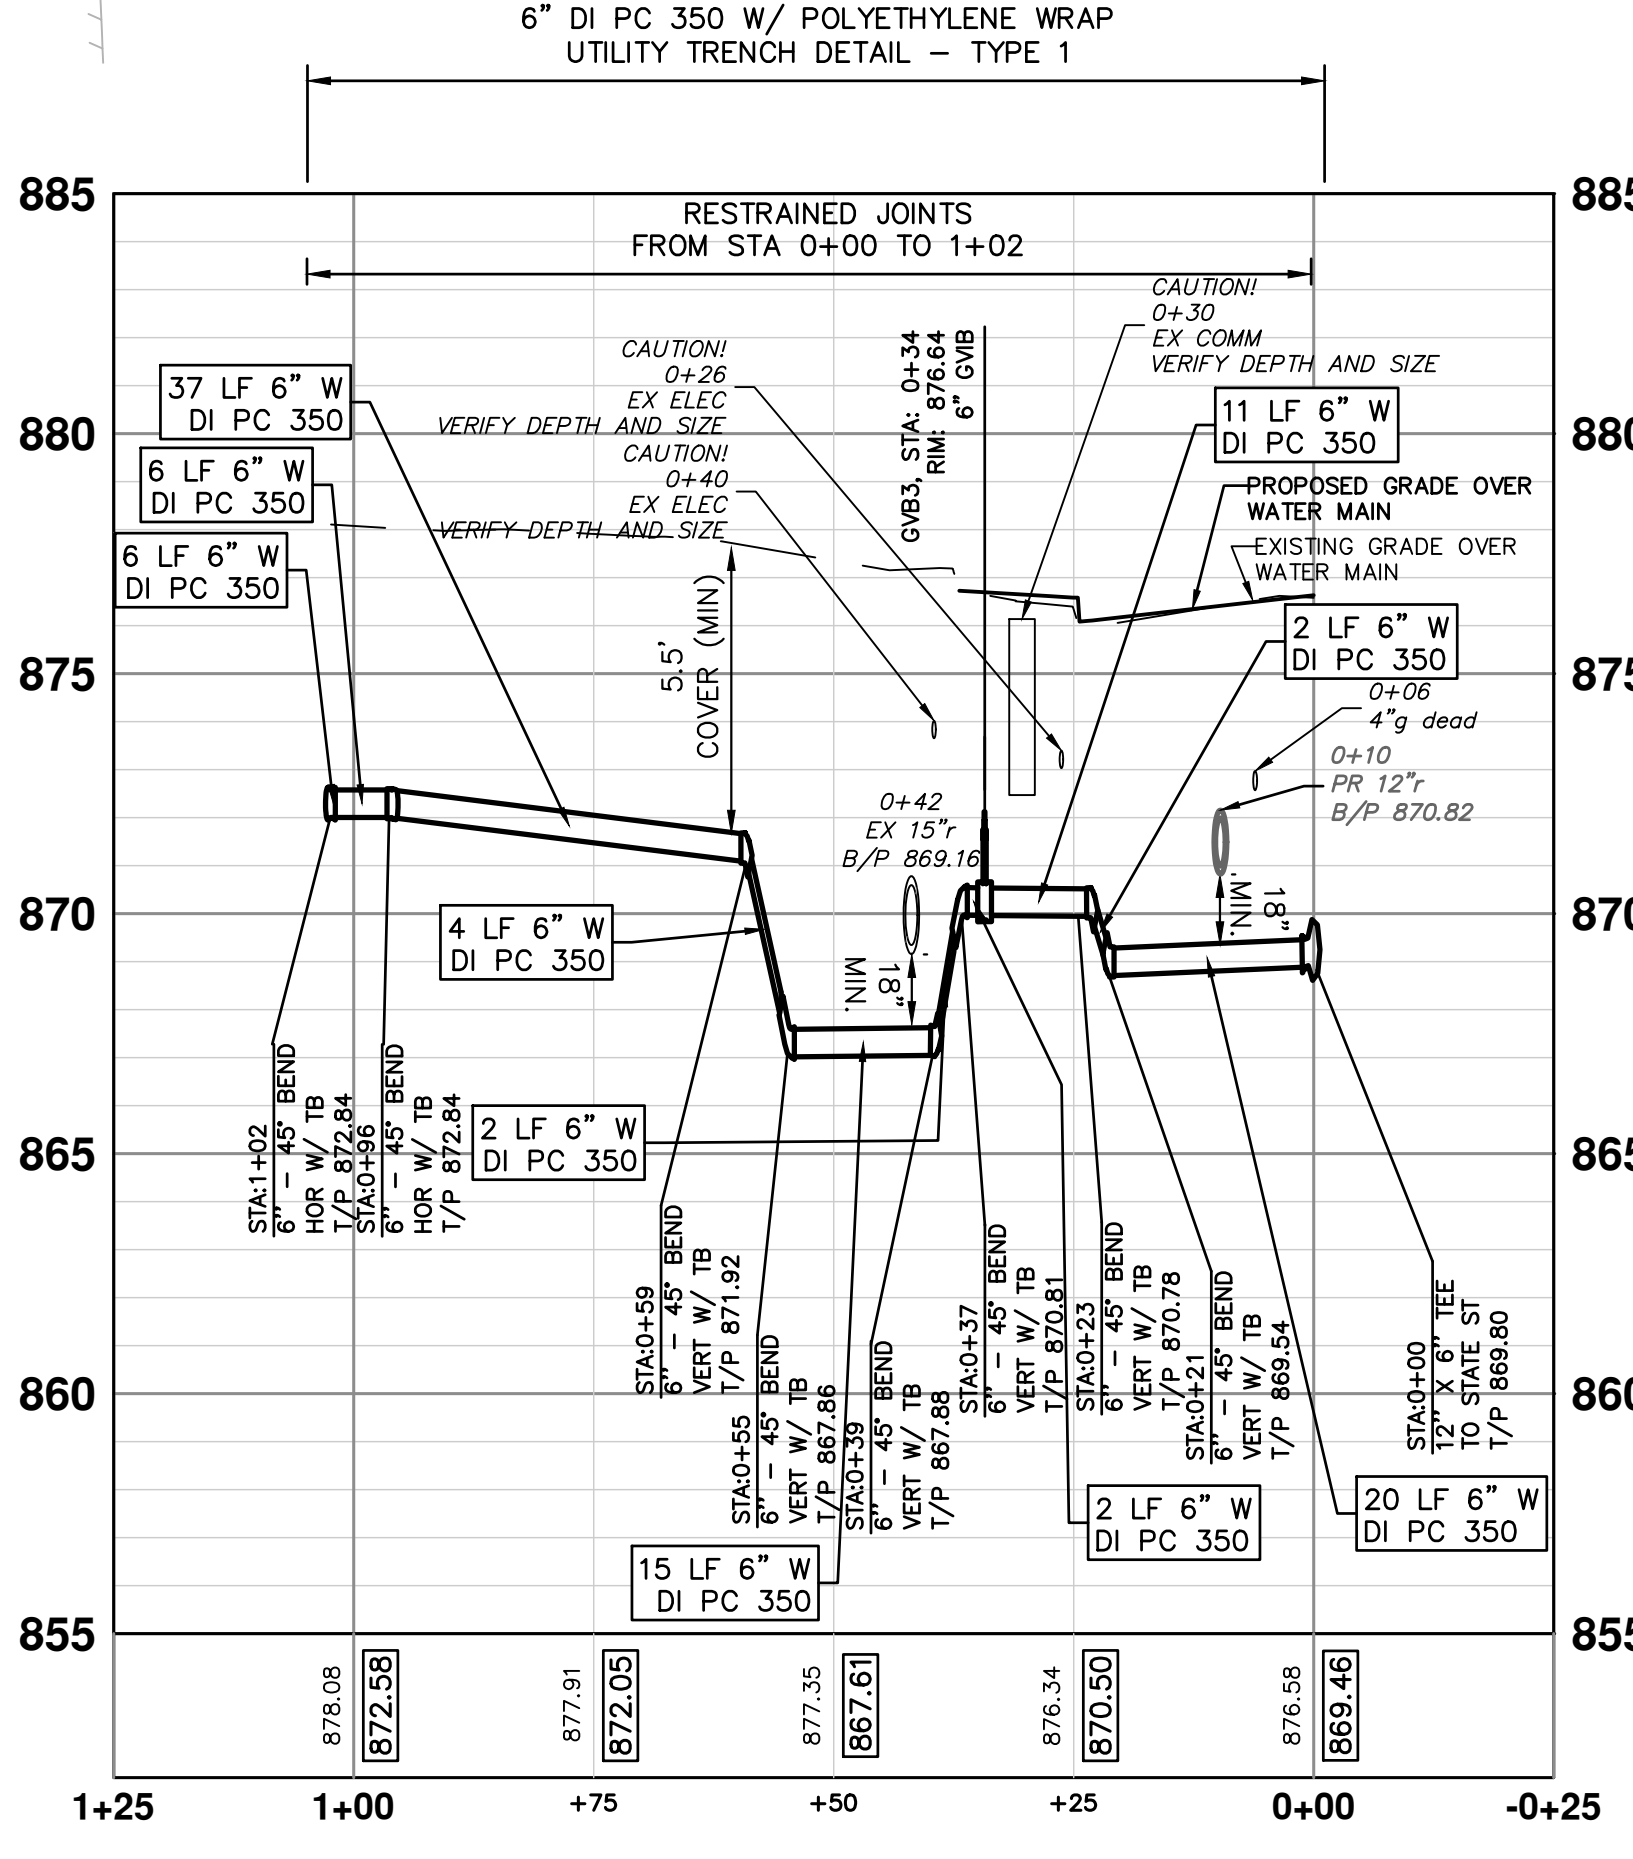 6” DI PC 350 W/ POLYETHYLENE WRAP
UTILITY TRENCH DETAIL – TYPE 1
885
885
RESTRAINED JOINTS
FROM STA 0+00 TO 1+02
CAUTION!
0+30
EX COMM
VERIFY DEPTH AND SIZE
CAUTION!
0+26
EX ELEC
VERIFY DEPTH AND SIZE
CAUTION!
0+40
EX ELEC
VERIFY DEPTH AND SIZE
GVB3, STA: 0+34
RIM: 876.64
6” GVIB
37 LF 6” W
DI PC 350
6 LF 6” W
DI PC 350
6 LF 6” W
DI PC 350
11 LF 6” W
DI PC 350
880
880
PROPOSED GRADE OVER
WATER MAIN
EXISTING GRADE OVER
WATER MAIN
2 LF 6” W
DI PC 350
5.5’
COVER (MIN)
875
875
0+06
4”g dead
0+10
PR 12”r
B/P 870.82
0+42
EX 15”r
B/P 869.16
18”
MIN.
18”
MIN.
870
870
4 LF 6” W
DI PC 350
2 LF 6” W
DI PC 350
865
865
STA:1+02
6” – 45° BEND
HOR W/ TB
T/P 872.84
STA:0+96
6” – 45° BEND
HOR W/ TB
T/P 872.84
STA:0+59
6” – 45° BEND
VERT W/ TB
T/P 871.92
STA:0+55
6” – 45° BEND
VERT W/ TB
T/P 867.86
STA:0+39
6” – 45° BEND
VERT W/ TB
T/P 867.88
STA:0+37
6” – 45° BEND
VERT W/ TB
T/P 870.81
STA:0+23
6” – 45° BEND
VERT W/ TB
T/P 870.78
STA:0+21
6” – 45° BEND
VERT W/ TB
T/P 869.54
STA:0+00
12” X 6” TEE
TO STATE ST
T/P 869.80
860
860
2 LF 6” W
DI PC 350
20 LF 6” W
DI PC 350
15 LF 6” W
DI PC 350
855
855
878.08
872.58
877.91
872.05
877.35
867.61
876.34
870.50
876.58
869.46
1+25
1+00
+75
+50
+25
0+00
-0+25